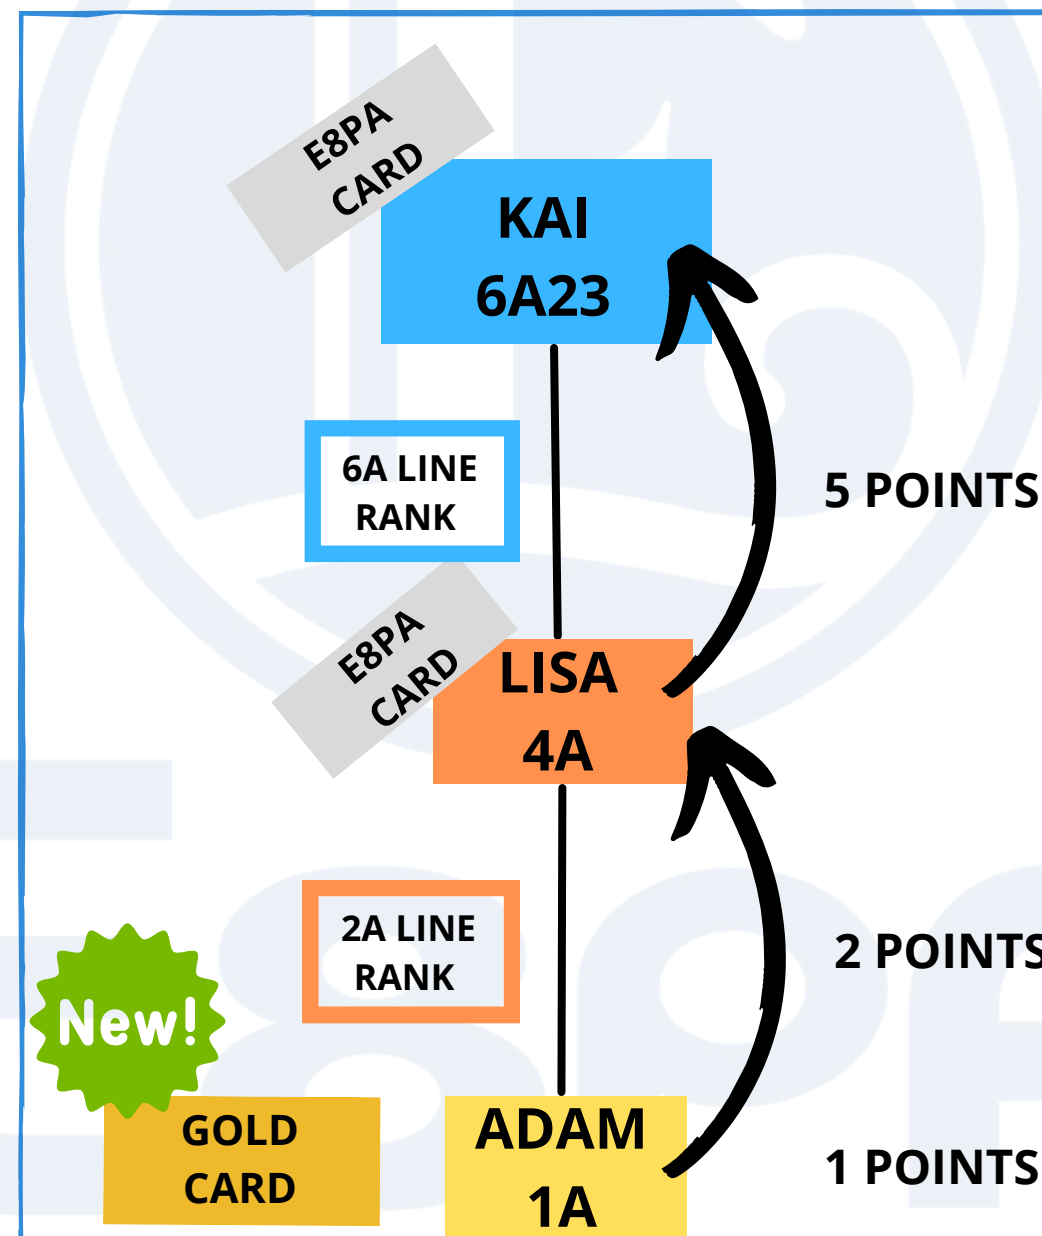 E8PA
CARD
KAI
6A23
6A LINE
RANK
5 POINTS
E8PA
CARD
LISA
4A
2A LINE
RANK
2 POINTS
New!
GOLD
CARD
ADAM
1A
1 POINTS
E8PA